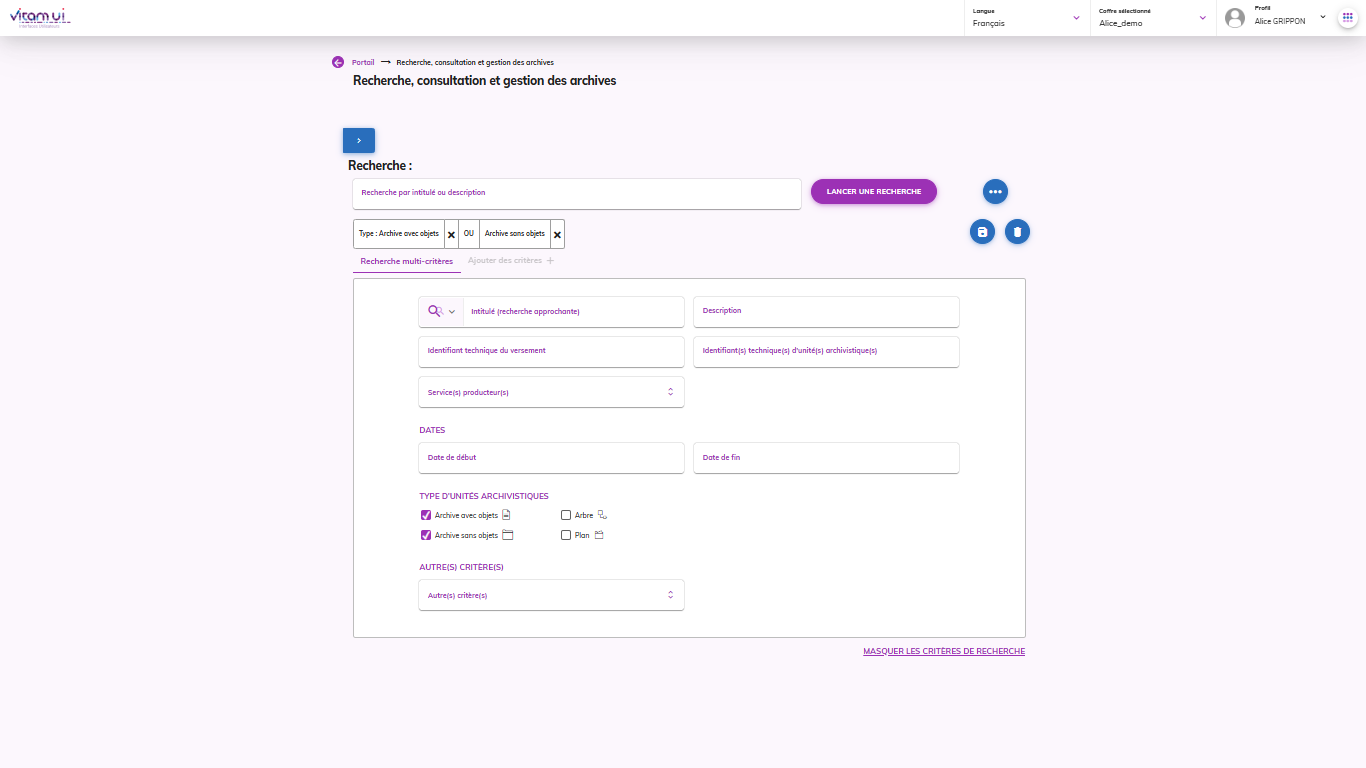 vitam ui
Langue
Français
Coffre sélectionné
Alice_demo
Profil
Alice GRIPPON
Portail → Recherche, consultation et gestion des archives
Recherche, consultation et gestion des archives
Recherche :
Recherche par intitulé ou description
LANCER UNE RECHERCHE
Type : Archive avec objets OU Archive sans objets
Recherche multi-critères
Ajouter des critères +
Intitulé (recherche approchante)
Description
Identifiant technique du versement
Identifiant(s) technique(s) d'unité(s) archivistique(s)
Service(s) producteur(s)
DATES
Date de début
Date de fin
TYPE D'UNITÉS ARCHIVISTIQUES
Archive avec objets
Arbre
Archive sans objets
Plan
AUTRE(S) CRITÈRE(S)
Autre(s) critère(s)
MASQUER LES CRITÈRES DE RECHERCHE